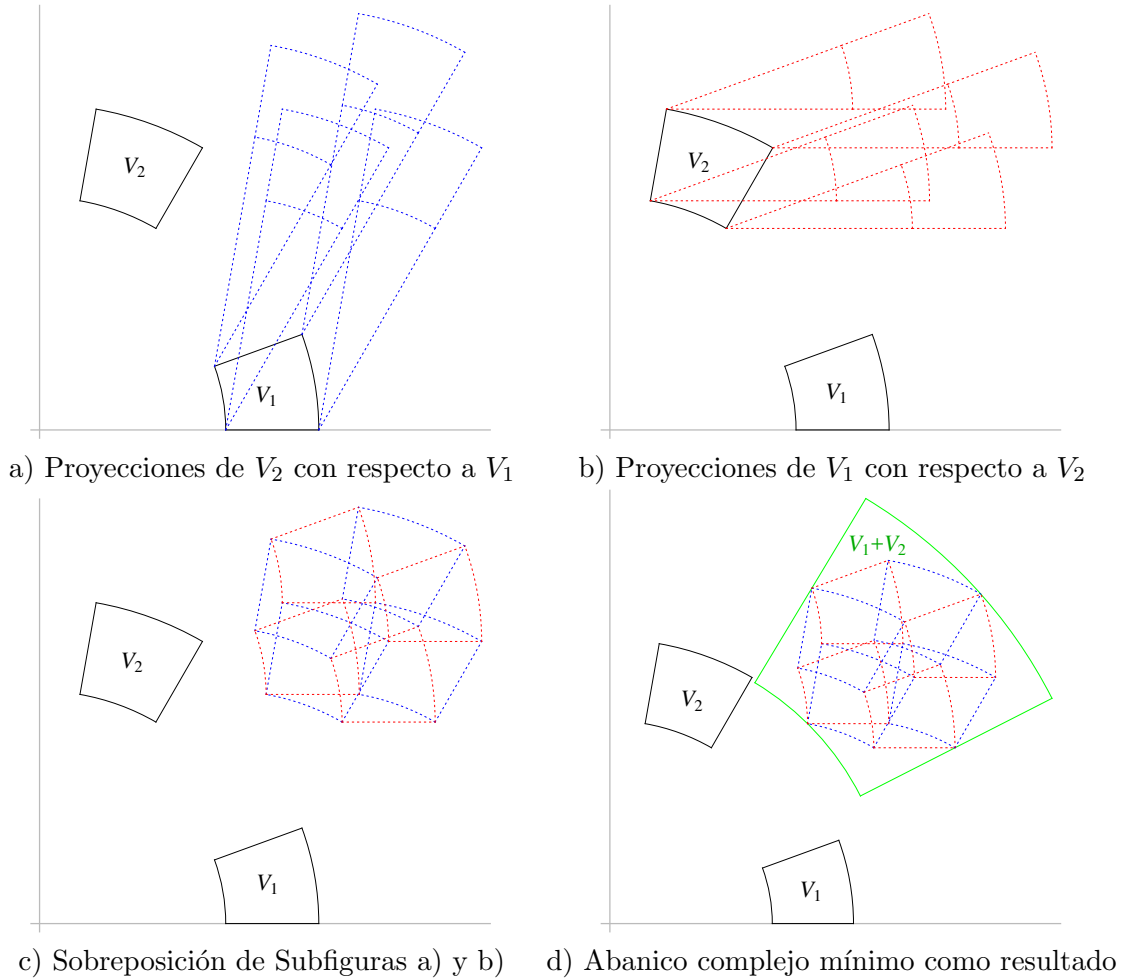 V₂
V₁
a) Proyecciones de V₂ con respecto a V₁
V₂
V₁
b) Proyecciones de V₁ con respecto a V₂
V₂
V₁
c) Sobreposición de Subfiguras a) y b)
V₁+V₂
V₂
V₁
d) Abanico complejo mínimo como resultado